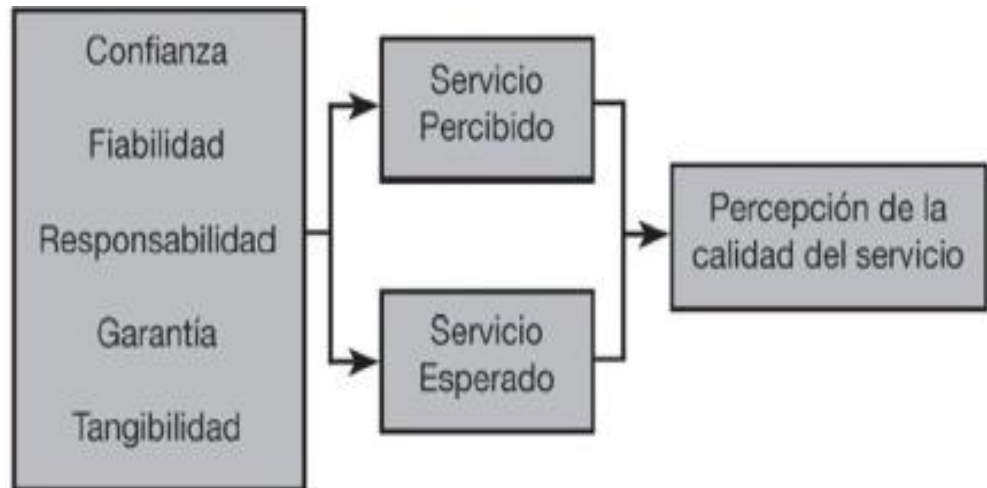 Confianza
Fiabilidad
Responsabilidad
Garantía
Tangibilidad
Servicio
Percibido
Servicio
Esperado
Percepción de la
calidad del servicio